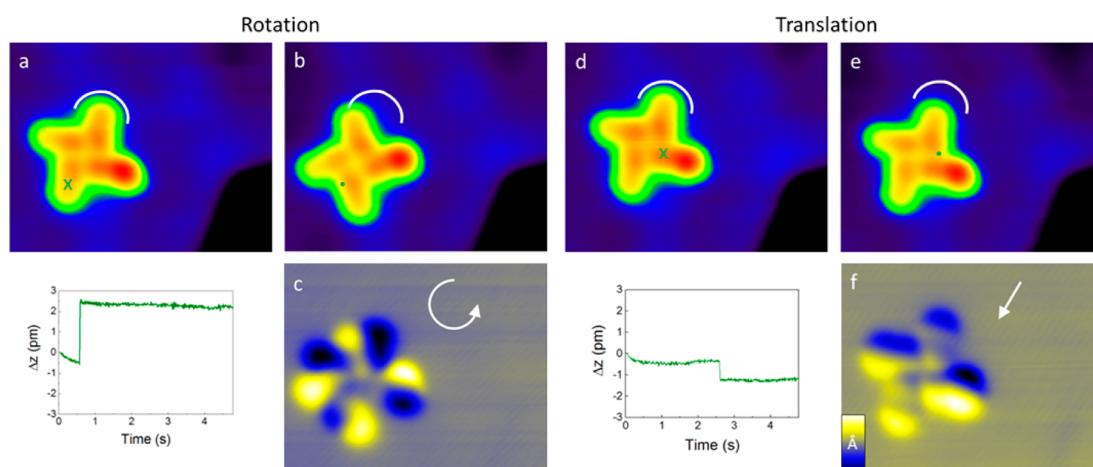 Rotation
Translation
a
b
d
e
x
x
3
2
1
0
-1
-2
-3
Δz (pm)
0 1 2 3 4
Time (s)
c
3
2
1
0
-1
-2
-3
Δz (pm)
0 1 2 3 4
Time (s)
f
Å